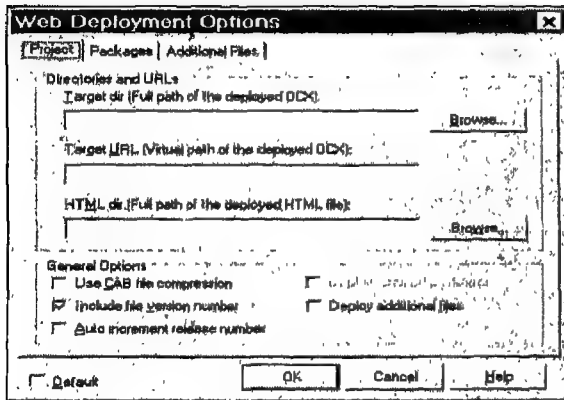 Web Deployment Options
Project Packages Additional Files
Directories and URLs
Target dir (Full path of the deployed OCX):
Browse...
Target URL (Virtual path of the deployed OCX):
HTML dir (Full path of the deployed HTML file):
Browse...
General Options
Use CAB file compression
Include file version number
Deploy additional files
Auto increment release number
Default
OK
Cancel
Help